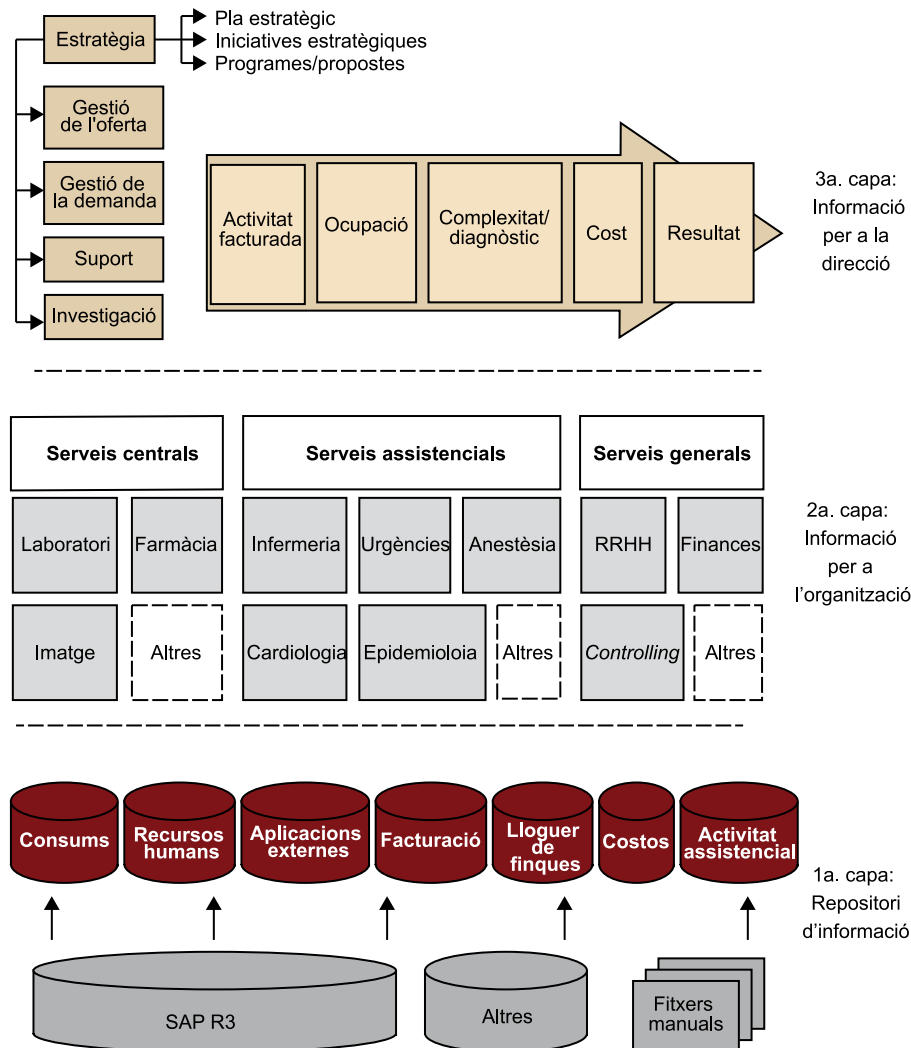 Estratègia
Pla estratègic
Iniciatives estratègiques
Programes/propostes
Gestió
de l'oferta
Gestió de
la demanda
Suport
Investigació
Activitat
facturada
Ocupació
Complexitat/
diagnòstic
Cost
Resultat
3a. capa:
Informació
per a la
direcció
Serveis centrals
Serveis assistencials
Serveis generals
Laboratori
Farmàcia
Infermeria
Urgències
Anestèsia
RRHH
Finances
Imatge
Altres
Cardiologia
Epidemioloia
Altres
Controlling
Altres
2a. capa:
Informació
per a
l’organització
Consums
Recursos
humans
Aplicacions
externes
Facturació
Lloguer
de
finques
Costos
Activitat
assistencial
SAP R3
Altres
Fitxers
manuals
1a. capa:
Repositori
d’informació